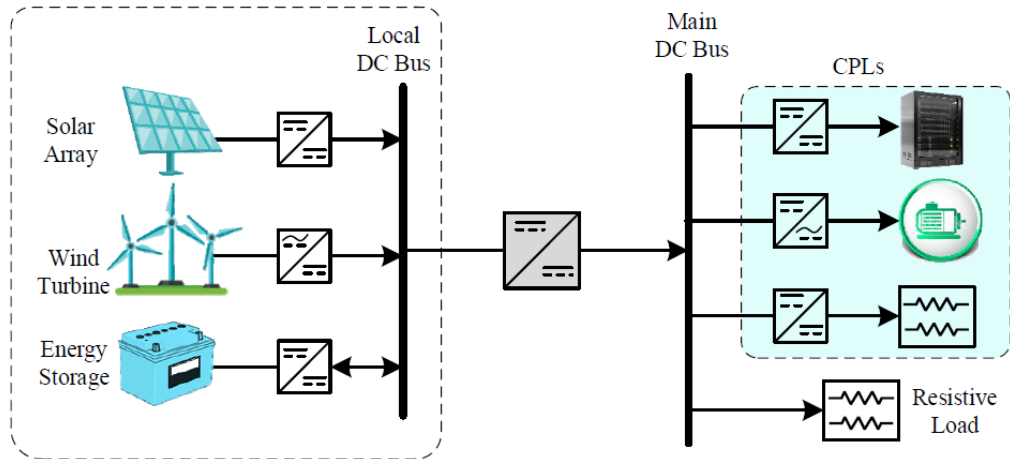 Local
DC Bus
Main
DC Bus
CPLs
Solar
Array
Wind
Turbine
Energy
Storage
Resistive
Load